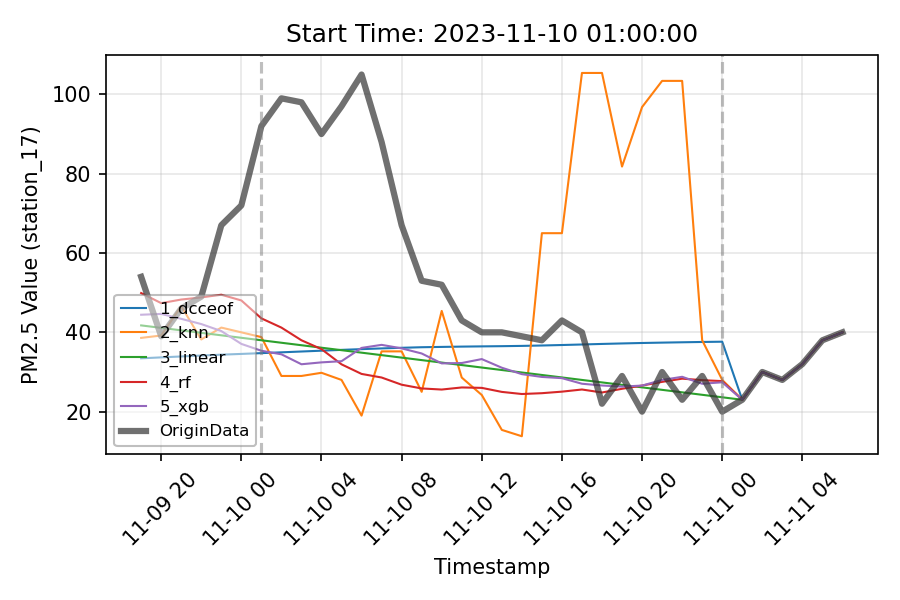 Start Time: 2023-11-10 01:00:00
PM2.5 Value (station_17)
100
80
60
40
20
1_dcceof
2_knn
3_linear
4_rf
5_xgb
OriginData
11-09 20
11-10 00
11-10 04
11-10 08
11-10 12
11-10 16
11-10 20
11-11 00
11-11 04
Timestamp